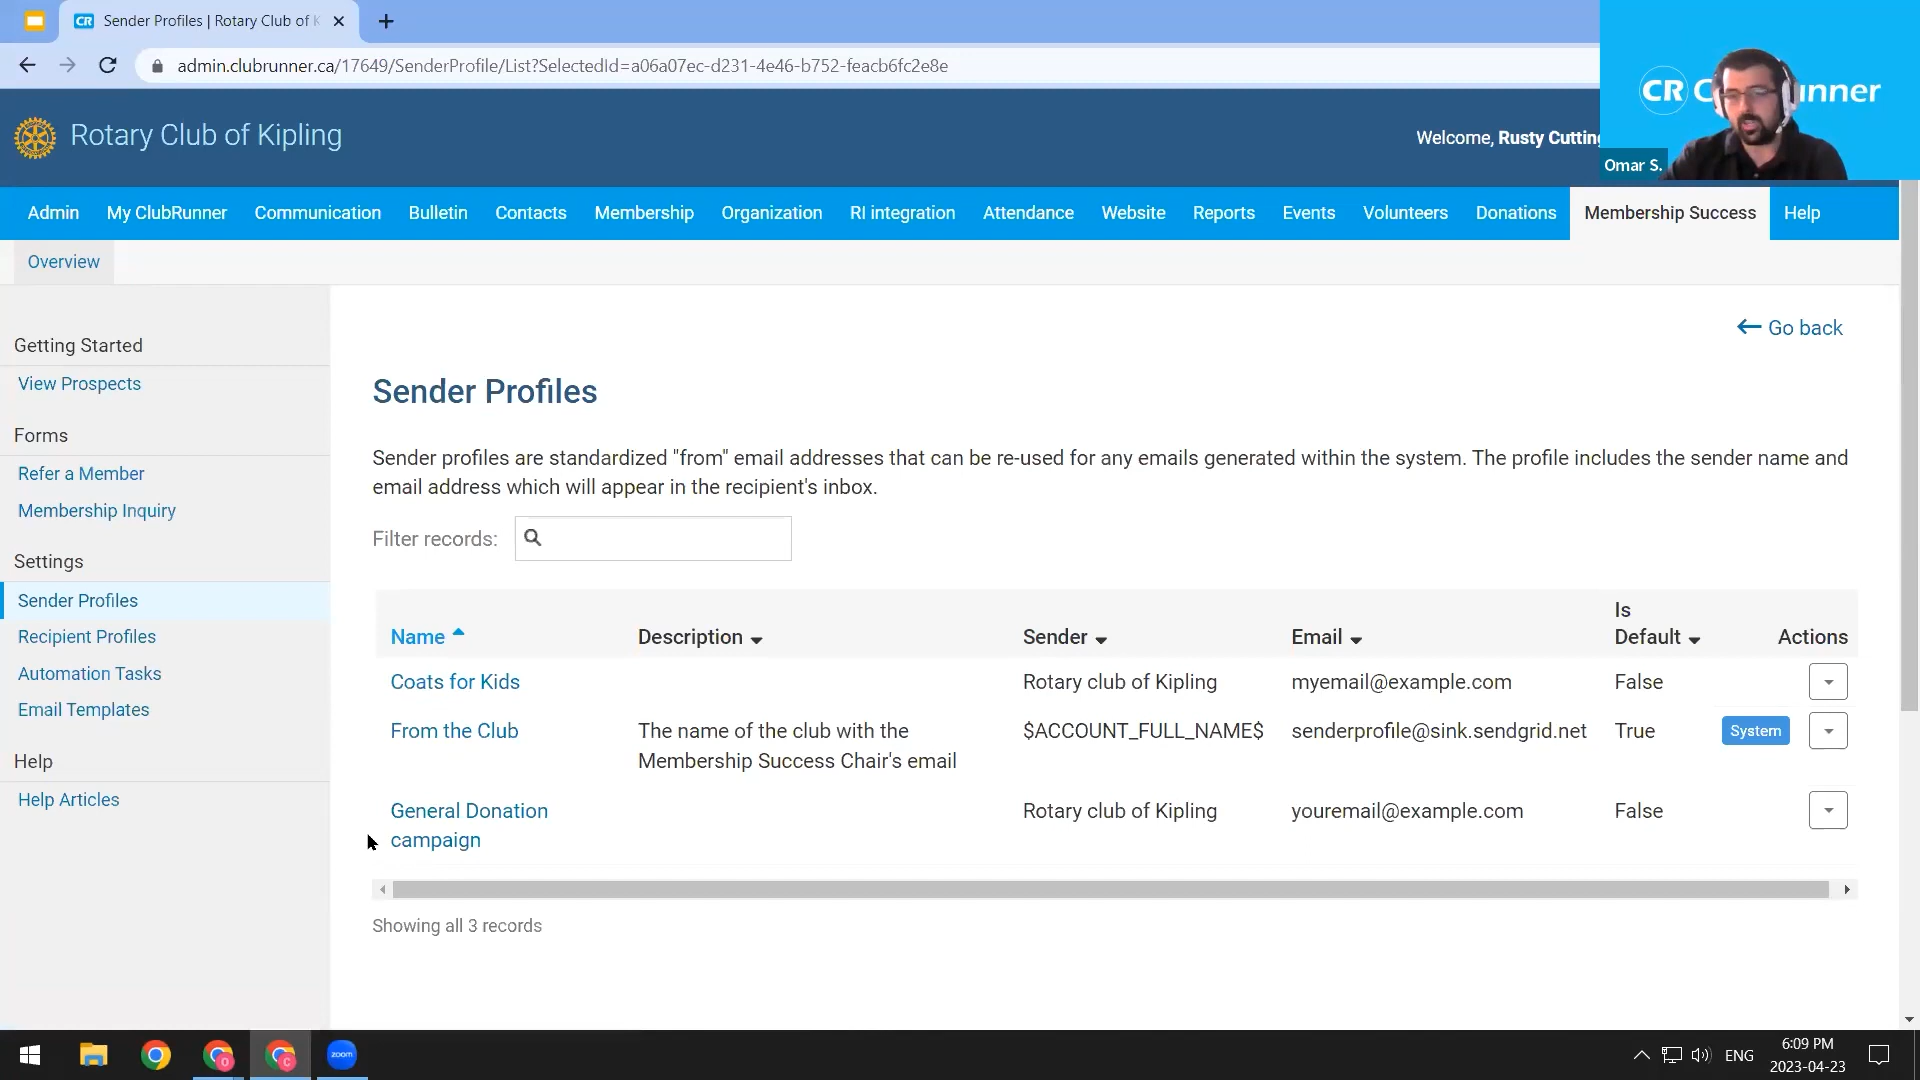 CR Sender Profiles | Rotary Club of K
admin.clubrunner.ca/17649/SenderProfile/List?SelectedId=a06a07ec-d231-4e46-b752-feacb6fc2e8e
Rotary Club of Kipling
Welcome, Rusty Cutting
CR C unner
Omar S.
Admin My ClubRunner Communication Bulletin Contacts Membership Organization RI integration Attendance Website Reports Events Volunteers Donations Membership Success Help
Overview
Getting Started
View Prospects
Forms
Refer a Member
Membership Inquiry
Settings
Sender Profiles
Recipient Profiles
Automation Tasks
Email Templates
Help
Help Articles
Go back
Sender Profiles
Sender profiles are standardized "from" email addresses that can be re-used for any emails generated within the system. The profile includes the sender name and
email address which will appear in the recipient's inbox.
Filter records:
Is
Name Description Sender Email Default Actions
Coats for Kids Rotary club of Kipling myemail@example.com False
From the Club The name of the club with the $ACCOUNT_FULL_NAME$ senderprofile@sink.sendgrid.net True System
Membership Success Chair's email
General Donation Rotary club of Kipling youremail@example.com False
campaign
Showing all 3 records
zoom
ENG
6:09 PM
2023-04-23